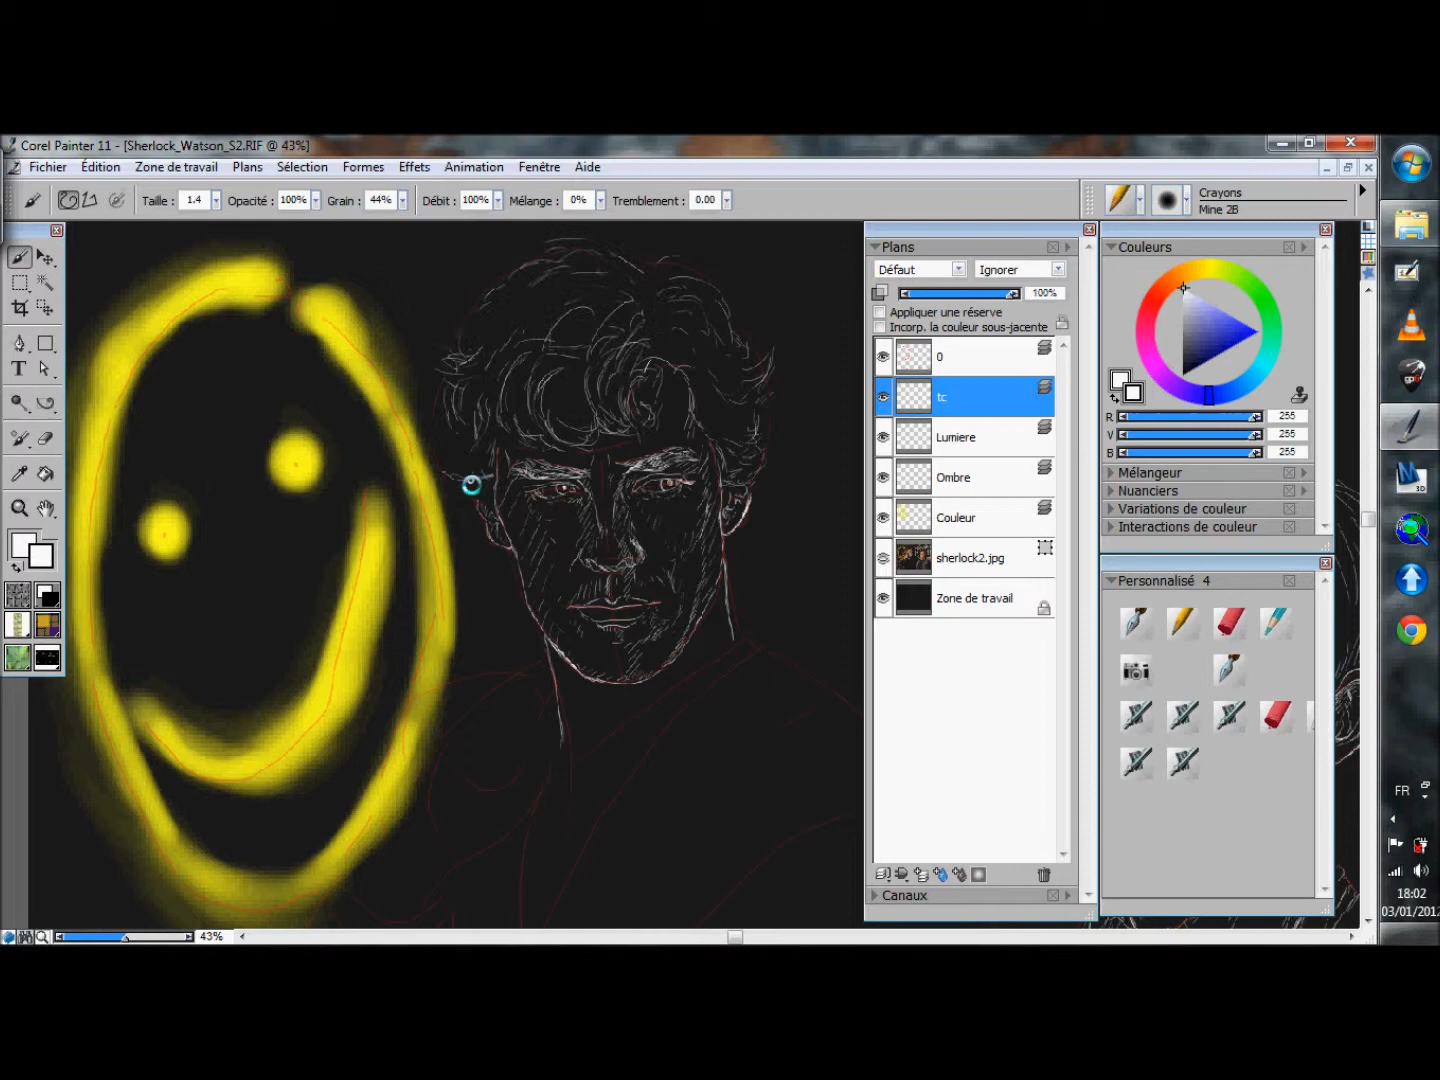 Corel Painter 11 - [Sherlock_Watson_S2.RIF @ 43%]
Fichier Édition Zone de travail Plans Sélection Formes Effets Animation Fenêtre Aide
Taille : 1.4 Opacité : 100% Grain : 44% Débit : 100% Mélange : 0% Tremblement : 0.00
Crayons
Mine 2B
Plans
Défaut Ignorer
100%
Appliquer une réserve
Incorp. la couleur sous-jacente
0
tc
Lumiere
Ombre
Couleur
sherlock2.jpg
Zone de travail
Canaux
Couleurs
R 255
V 255
B 255
Mélangeur
Nuanciers
Variations de couleur
Interactions de couleur
Personnalisé 4
T
43%
3D
FR
18:02
03/01/2012